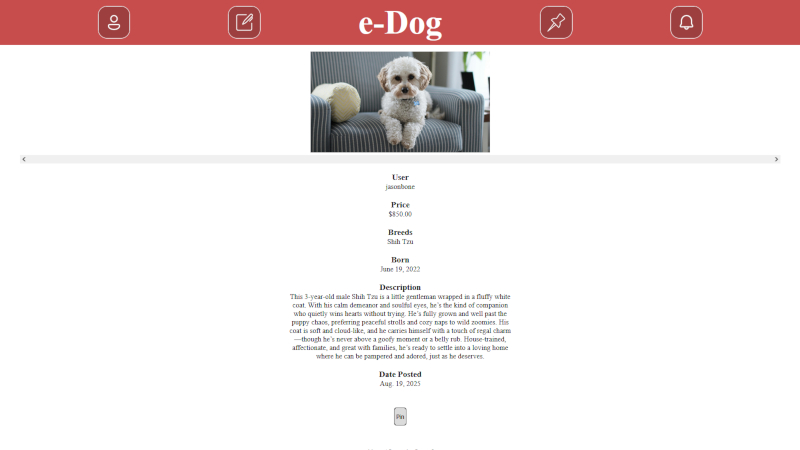 e-Dog
User
jasonbone
Price
$850.00
Breeds
Shih Tzu
Born
June 19, 2022
Description
This 3-year-old male Shih Tzu is a little gentleman wrapped in a fluffy white
coat. With his calm demeanor and soulful eyes, he's the kind of companion
who quietly wins hearts without trying. He's fully grown and well past the
puppy chaos, preferring peaceful strolls and cozy naps to wild zoomies. His
coat is soft and cloud-like, and he carries himself with a touch of regal charm
—though he's never above a goofy moment or a belly rub. House-trained,
affectionate, and great with families, he's ready to settle into a loving home
where he can be pampered and adored, just as he deserves.
Date Posted
Aug. 19, 2025
Pin